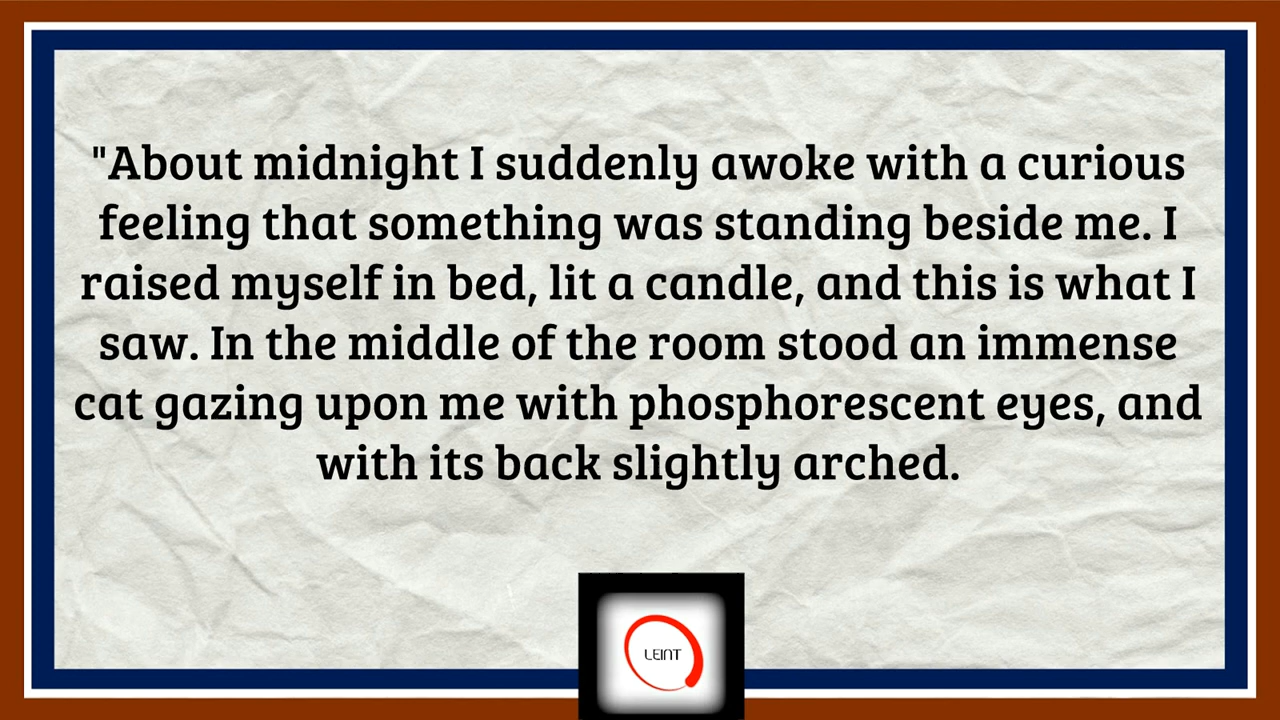 "About midnight I suddenly awoke with a curious
feeling that something was standing beside me. I
raised myself in bed, lit a candle, and this is what I
saw. In the middle of the room stood an immense
cat gazing upon me with phosphorescent eyes, and
with its back slightly arched.
LEINT